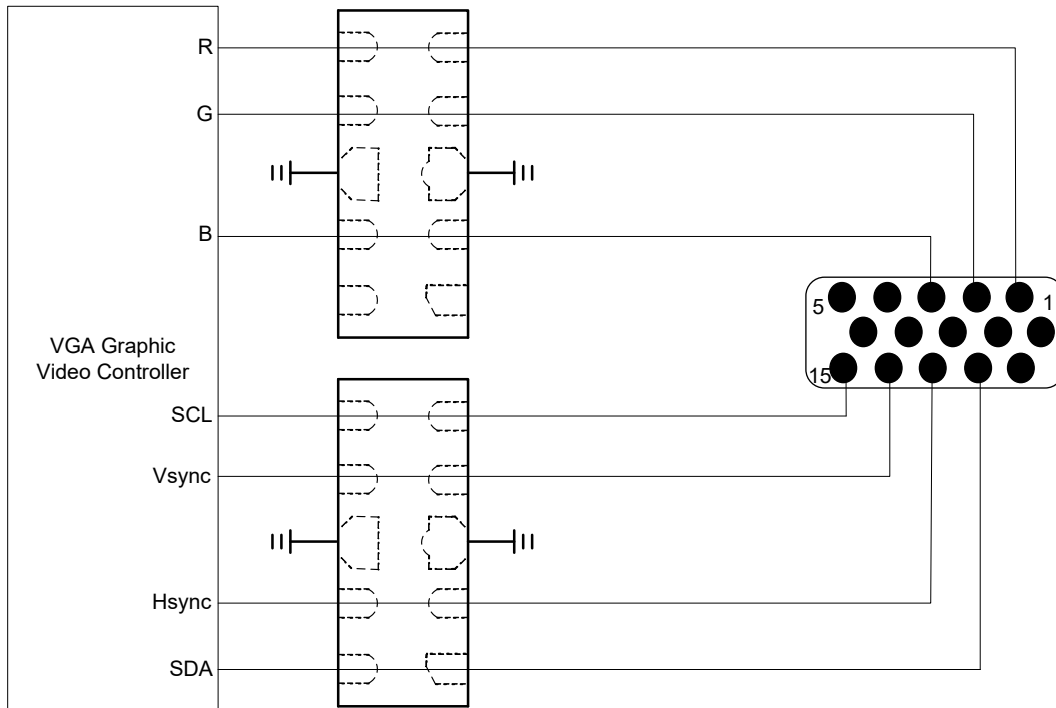 R
G
B
VGA Graphic
Video Controller
SCL
Vsync
Hsync
SDA
5
1
15